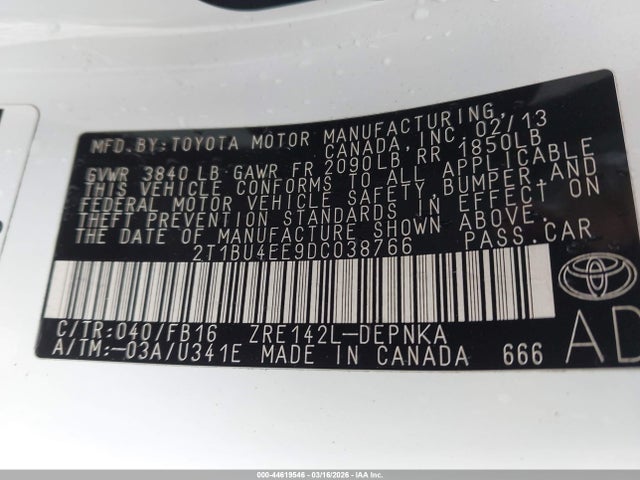 MFD.BY:TOYOTA MOTOR MANUFACTURING,
CANADA,INC.02/13
GVWR 3840 LB GAWR FR 2090LB, RR 1850LB
THIS VEHICLE CONFORMS TO ALL APPLICABLE
FEDERAL MOTOR VEHICLE SAFETY, BUMPER, AND
THEFT PREVENTION STANDARDS IN EFFECT ON
THE DATE OF MANUFACTURE SHOWN ABOVE.
2T1BU4EE9DC038766 PASS.CAR
TOYOTA
C/TR:040/FB16 ZRE142L-DEPNKA
A/TM:-03A/U341E MADE IN CANADA 666
AD
000-44619546 - 03/16/2026 - IAA Inc.